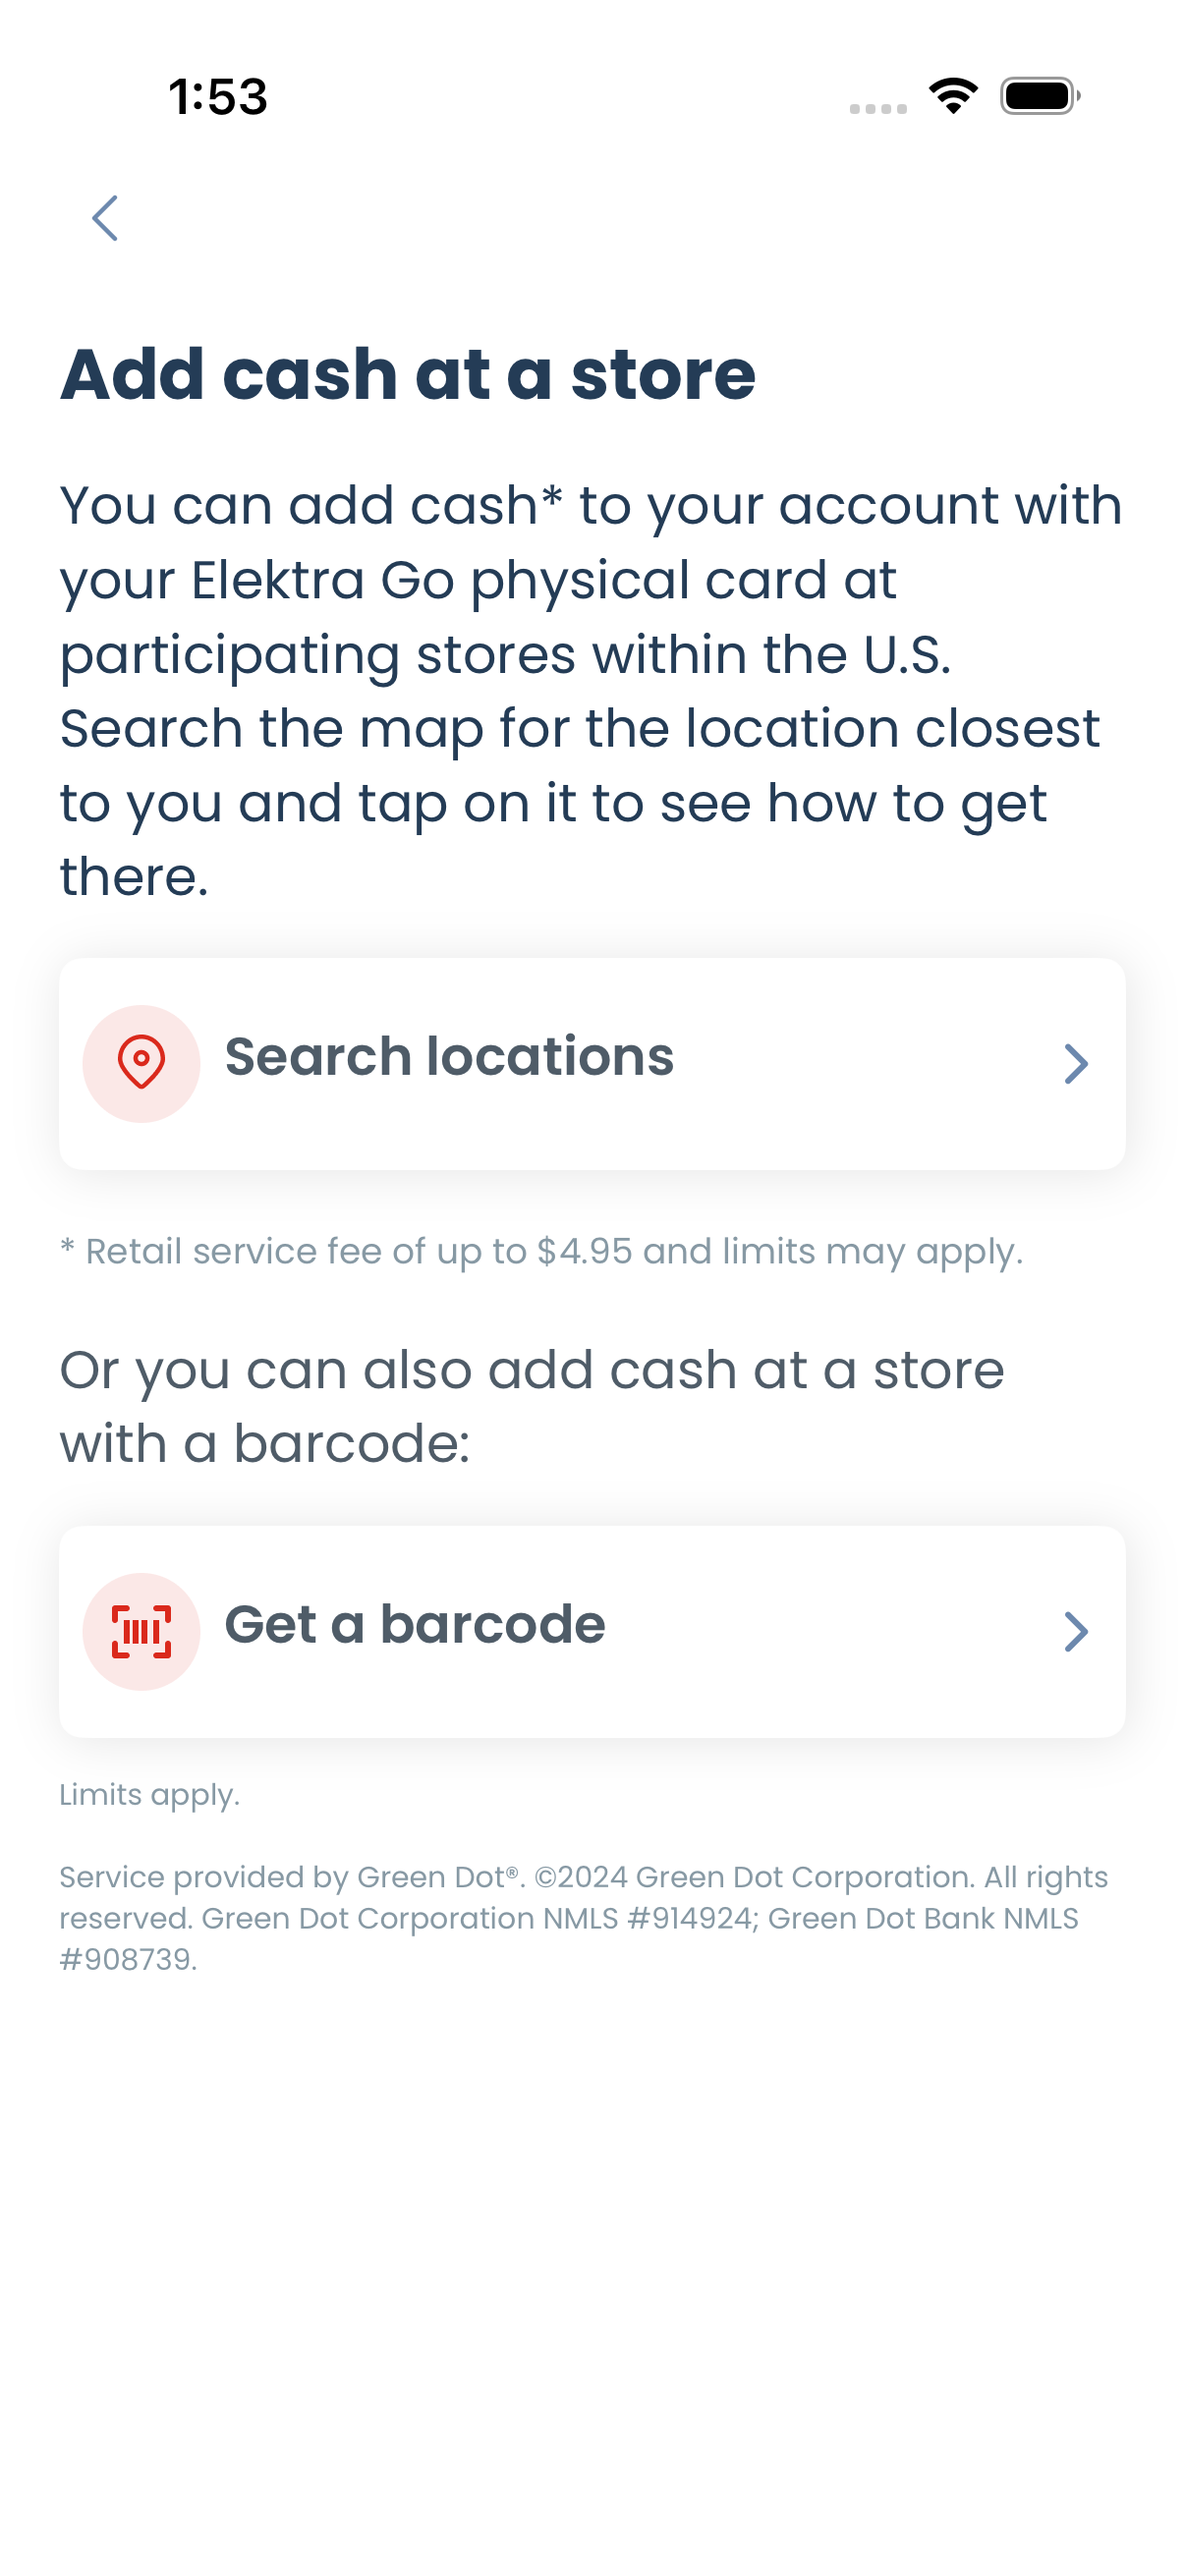 1:53
Add cash at a store
You can add cash* to your account with
your Elektra Go physical card at
participating stores within the U.S.
Search the map for the location closest
to you and tap on it to see how to get
there.
Search locations
* Retail service fee of up to $4.95 and limits may apply.
Or you can also add cash at a store
with a barcode:
Get a barcode
Limits apply.
Service provided by Green Dot®. ©2024 Green Dot Corporation. All rights
reserved. Green Dot Corporation NMLS #914924; Green Dot Bank NMLS
#908739.